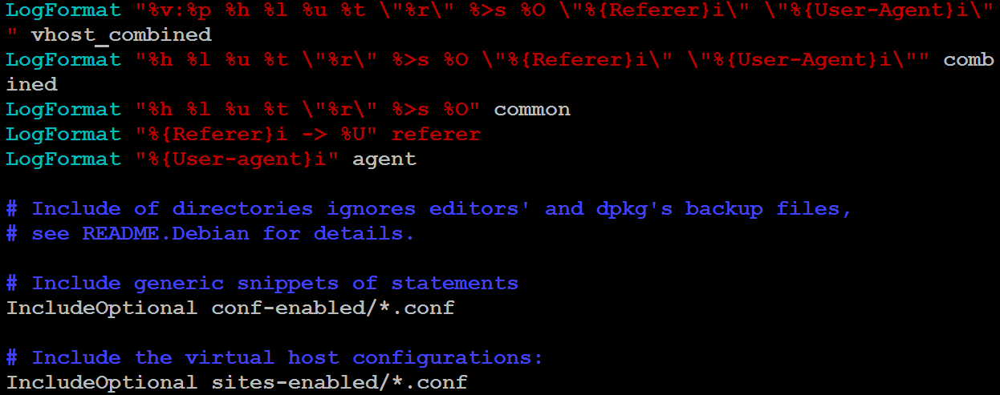 LogFormat "%v:%p %h %l %u %t \"%r\" %>s %O \"%{Referer}i\" \"%{User-Agent}i\"
" vhost_combined
LogFormat "%h %l %u %t \"%r\" %>s %O \"%{Referer}i\" \"%{User-Agent}i\"" comb
ined
LogFormat "%h %l %u %t \"%r\" %>s %O" common
LogFormat "%{Referer}i -> %U" referer
LogFormat "%{User-agent}i" agent

# Include of directories ignores editors' and dpkg's backup files,
# see README.Debian for details.

# Include generic snippets of statements
IncludeOptional conf-enabled/*.conf

# Include the virtual host configurations:
IncludeOptional sites-enabled/*.conf